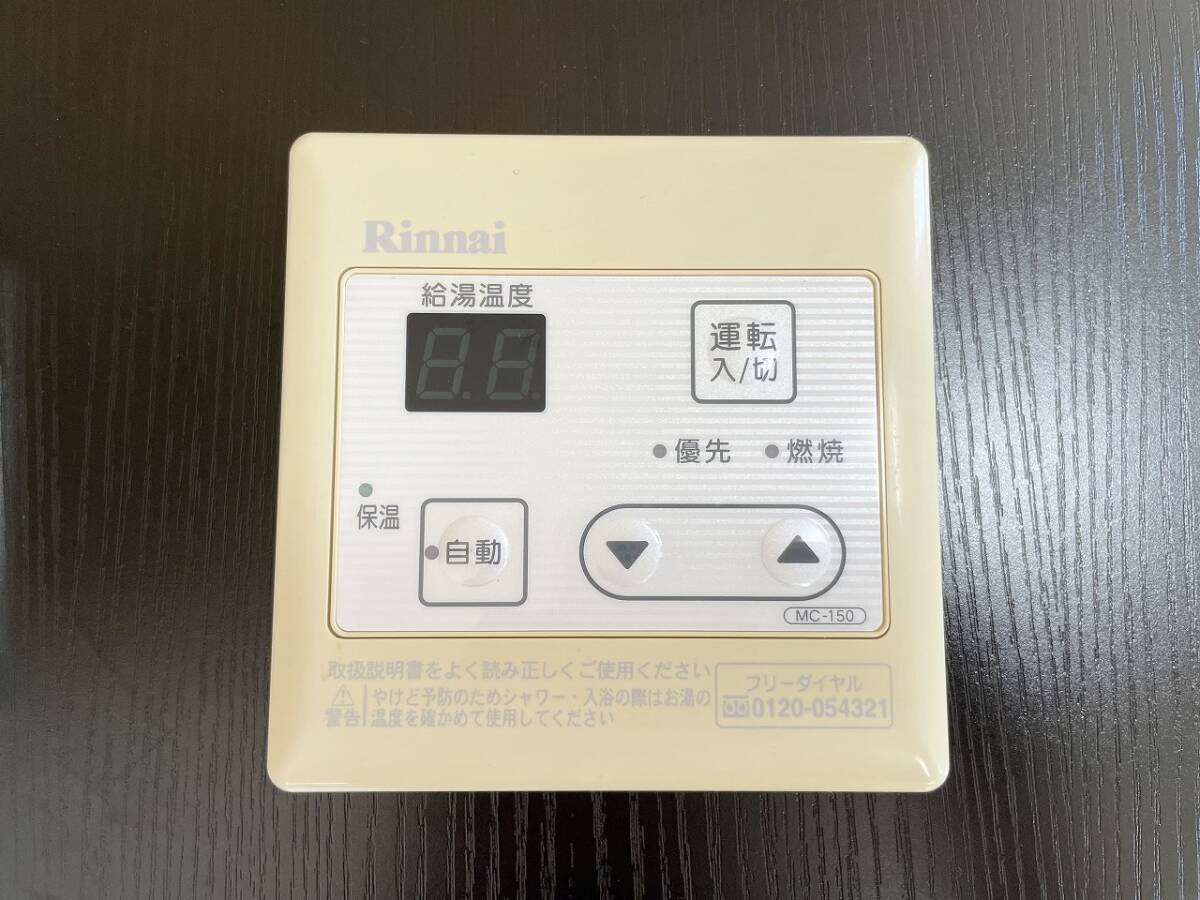 Rinnai
給湯温度
運転
入/切
優先 燃焼
保温
自動
MC-150
取扱説明書をよく読み正しくご使用ください
警告 やけど予防のためシャワー・入浴の際はお湯の
温度を確かめて使用してください
フリーダイヤル
0120-054321